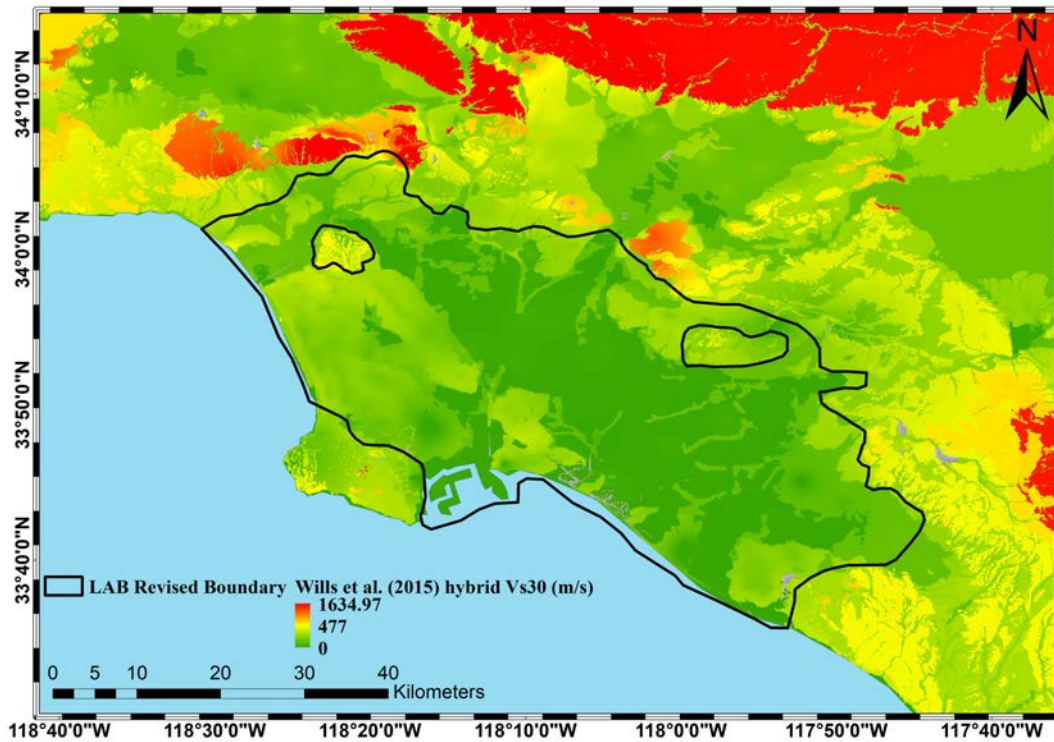 N
34°10'0"N
34°0'0"N
33°50'0"N
33°40'0"N
LAB Revised Boundary Wills et al. (2015) hybrid Vs30 (m/s)
1634.97
477
0
0 5 10 20 30 40
Kilometers
118°40'0"W 118°30'0"W 118°20'0"W 118°10'0"W 118°0'0"W 117°50'0"W 117°40'0"W